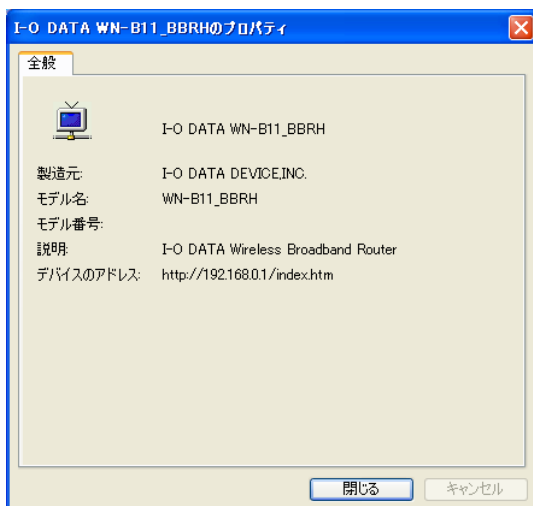 I-O DATA WN-B11_BBRHのプロパティ
全般
I-O DATA WN-B11_BBRH
製造元: I-O DATA DEVICE,INC.
モデル名: WN-B11_BBRH
モデル番号:
説明: I-O DATA Wireless Broadband Router
デバイスのアドレス: http://192.168.0.1/index.htm
閉じる キャンセル